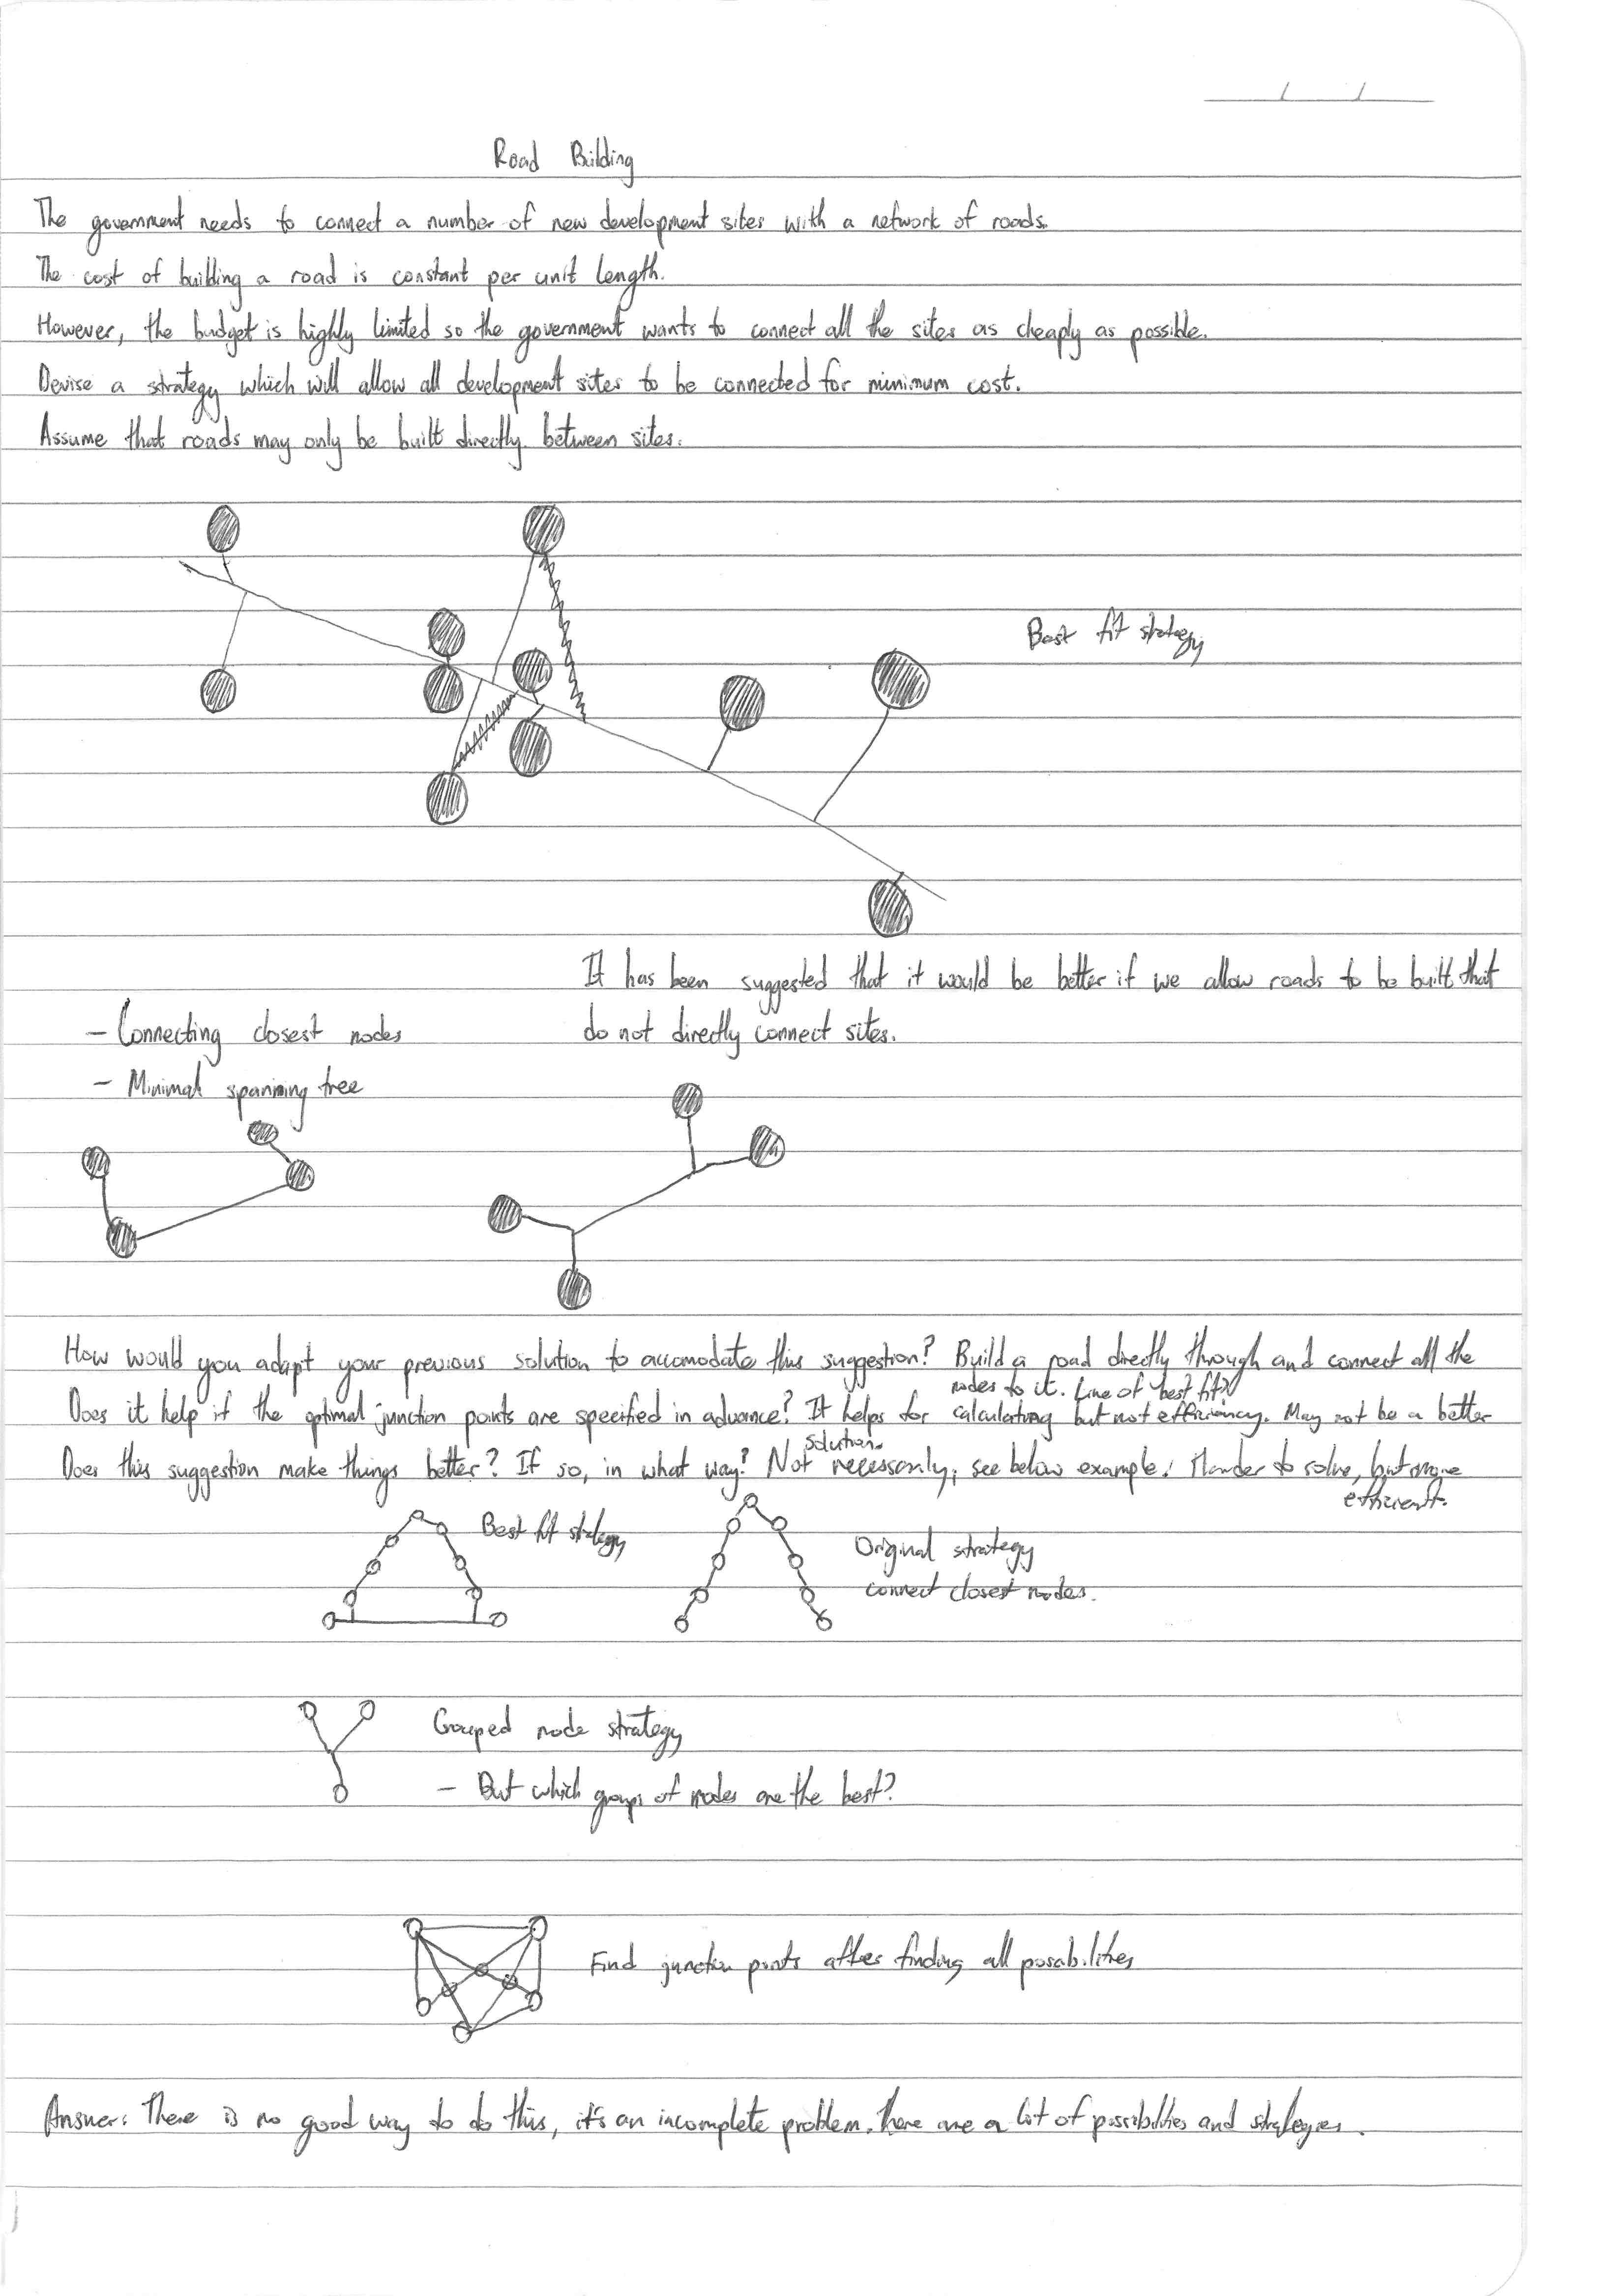 Road Building
The government needs to connect a number of new development sites with a network of roads.
The cost of building a road is constant per unit length.
However, the budget is highly limited so the government wants to connect all the sites as cheaply as possible.
Devise a strategy which will allow all development sites to be connected for minimum cost.
Assume that roads may only be built directly between sites.
Best fit strategy
It has been suggested that it would be better if we allow roads to be built that
do not directly connect sites.
- Connecting closest nodes
- Minimal spanning tree
How would you adapt your previous solution to accomodate this suggestion? Build a road directly through and connect all the
nodes to it. Line of best fit?
Does it help if the optimal junction points are specified in advance? It helps for calculating but not efficiency. May not be a better
solution.
Does this suggestion make things better? If so, in what way? Not necessarily, see below example. Harder to solve, but more
efficient.
Best fit stategy
Original strategy
connect closest nodes.
Grouped node strategy
- But which groups of nodes are the best?
Find junction points after finding all posabilities
Answer: There is no good way to do this, it's an incomplete problem. There are a lot of possibilities and strategies.